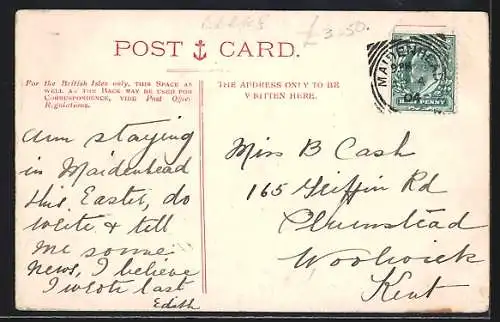 BERKS
£3.50.
POST CARD.
For the British Isles only, THIS SPACE AS
WELL AS THE BACK MAY BE USED FOR
CORRESPONDENCE, VIDE Post Office
Regulations.
THE ADDRESS ONLY TO BE
WRITTEN HERE.
MAIDENHEAD
HALFPENNY
Am staying
in Maidenhead
this Easter, do
write & tell
me some
news, I believe
I wrote last
Edith
Miss B Cash
165 Griffin Rd
Plumstead
Woolwick
Kent